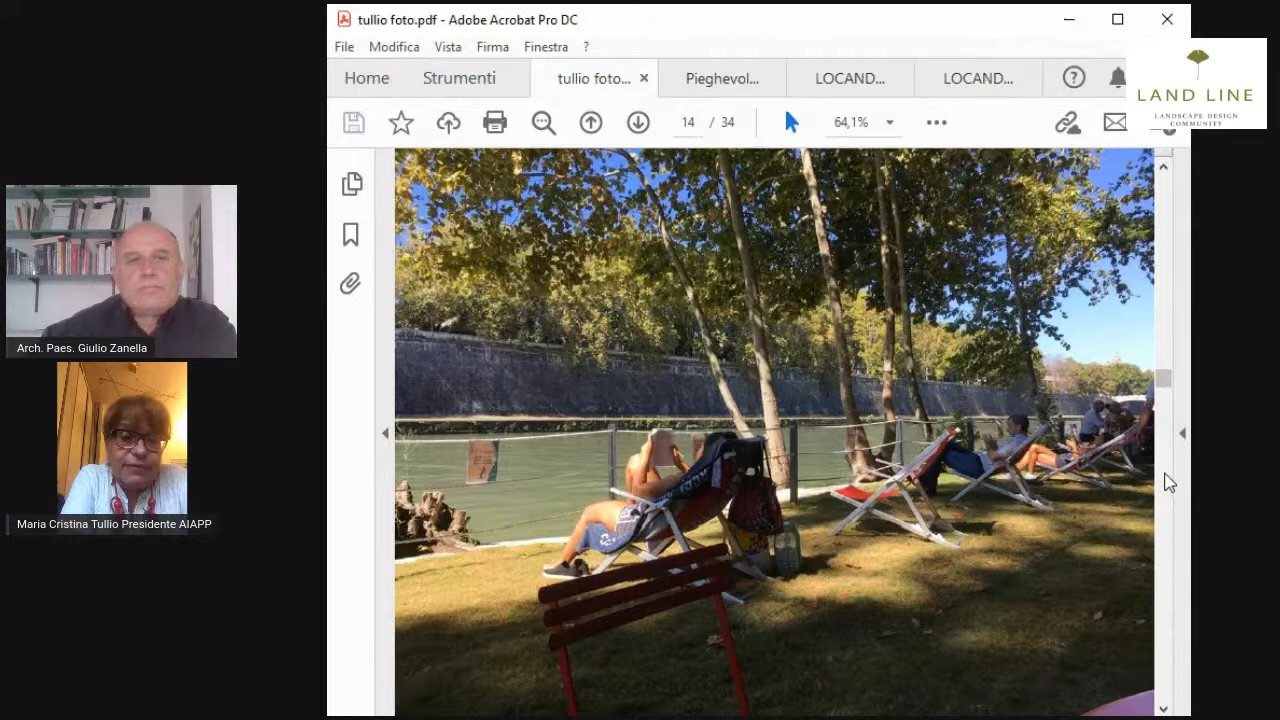 tullio foto.pdf - Adobe Acrobat Pro DC
File Modifica Vista Firma Finestra ?
Home Strumenti tullio foto... Pieghevol... LOCAND... LOCAND...
14 / 34 64,1%
LAND LINE
LANDSCAPE DESIGN
COMMUNITY
Arch. Paes. Giulio Zanella
Maria Cristina Tullio Presidente AIAPP